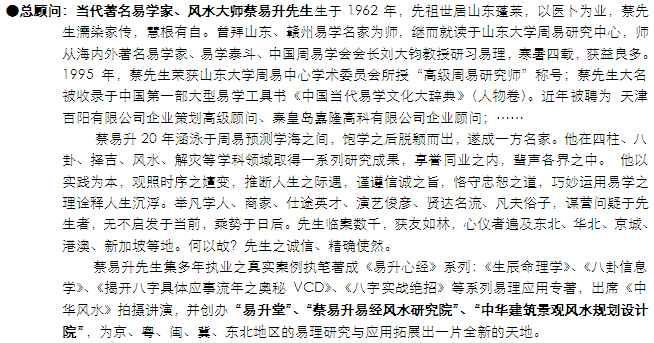 ●总顾问：当代著名易学家、风水大师蔡易升先生生于 1962 年，先祖世居山东蓬莱，以医卜为业，蔡先
生濡染家传，慧根有自。曾拜山东、赣州易学名家为师，继而就读于山东大学周易研究中心，师
从海内外著名易学家、易学泰斗、中国周易学会会长刘大钧教授研习易理，寒暑四载，获益良多。
1995 年，蔡先生荣获山东大学周易中心学术委员会所授“高级周易研究师”称号；蔡先生大名
被收录于中国第一部大型易学工具书《中国当代易学文化大辞典》（人物卷）。近年被聘为 天津
百阳有限公司企业策划高级顾问、秦皇岛嘉隆高科有限公司企业顾问；……
蔡易升 20 年涵泳于周易预测学海之间，饱学之后脱颖而出，遂成一方名家。他在四柱、八
卦、择吉、风水、解灾等学科领域取得一系列研究成果，享誉同业之内，蜚声各界之中。 他以
实践为本，观照时序之嬗变，推断人生之际遇，谨遵信诚之旨，恪守忠恕之道，巧妙运用易学之
理诠释人生沉浮。举凡学人、商家、仕途英才、演艺俊彦、贤达名流、凡夫俗子，谋营问疑于先
生者，无不启发于当前，乘势于日后。先生临案数千，获友如林，心仪者遍及东北、华北、京城、
港澳、新加坡等地。何以故？先生之诚信、精确使然。
蔡易升先生集多年执业之真实案例执笔著成《易升心经》系列：《生辰命理学》、《八卦信息
学》、《揭开八字具体应事流年之奥秘 VCD》、《八字实战绝招》等系列易理应用专著，出席《中
华风水》拍摄讲演，并创办“易升堂”、“蔡易升易经风水研究院”、“中华建筑景观风水规划设计
院”，为京、粤、闽、冀、东北地区的易理研究与应用拓展出一片全新的天地。